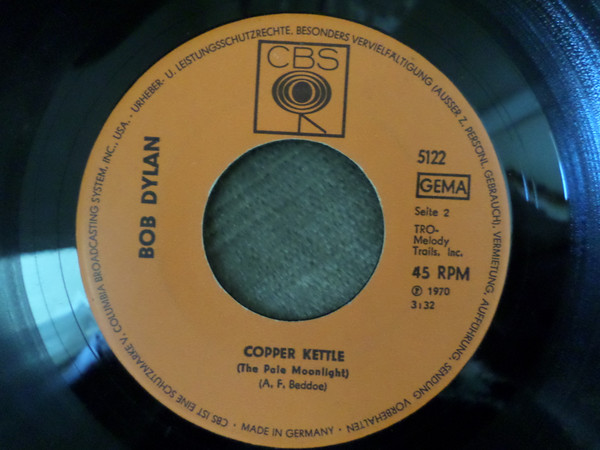 CBS
BOB DYLAN
5122
GEMA
Seite 2
TRO-
Melody
Trails, Inc.
45 RPM
Ⓟ 1970
3:32
COPPER KETTLE
(The Pale Moonlight)
(A. F. Beddoe)
CBS IST EINE SCHUTZMARKE V. COLUMBIA BROADCASTING SYSTEM, INC., USA. • URHEBER- U. LEISTUNGSSCHUTZRECHTE, BESONDERS VERVIELFÄLTIGUNG (AUSSER Z. PERSÖNL. GEBRAUCH), VERMIETUNG, AUFFÜHRUNG, SENDUNG VORBEHALTEN
• MADE IN GERMANY •